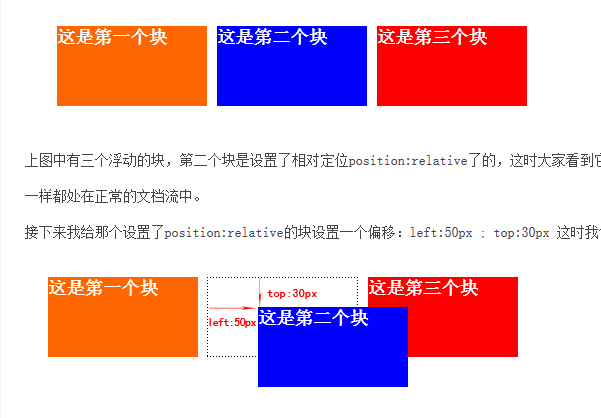 这是第一个块 这是第二个块 这是第三个块
上图中有三个浮动的块，第二个块是设置了相对定位position:relative了的，这时大家看到
一样都处在正常的文档流中。
接下来我给那个设置了position:relative的块设置一个偏移：left:50px ; top:30px 这时我
这是第一个块 这是第三个块
top:30px
left:50px
这是第二个块